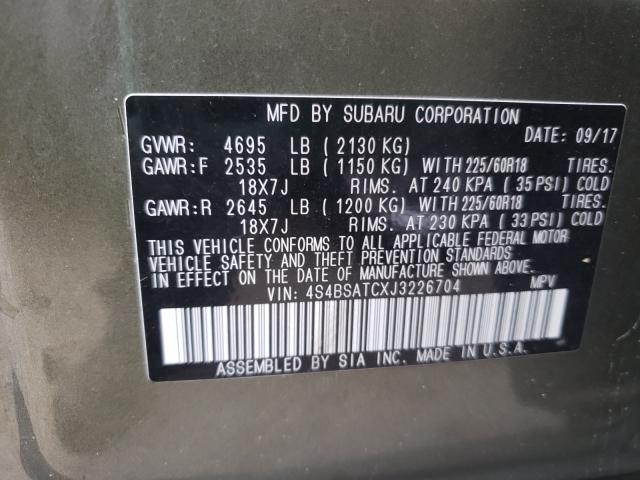 MFD BY SUBARU CORPORATION
DATE: 09/17
GVWR: 4695 LB ( 2130 KG)
GAWR:F 2535 LB ( 1150 KG) WITH 225/60R18 TIRES.
18X7J RIMS. AT 240 KPA ( 35 PSI) COLD
GAWR:R 2645 LB ( 1200 KG) WITH 225/60R18 TIRES.
18X7J RIMS. AT 230 KPA ( 33 PSI) COLD
THIS VEHICLE CONFORMS TO ALL APPLICABLE FEDERAL MOTOR
VEHICLE SAFETY AND THEFT PREVENTION STANDARDS
IN EFFECT ON THE DATE OF MANUFACTURE SHOWN ABOVE.
VIN: 4S4BSATCXJ3226704 MPV
ASSEMBLED BY SIA INC. MADE IN U.S.A.